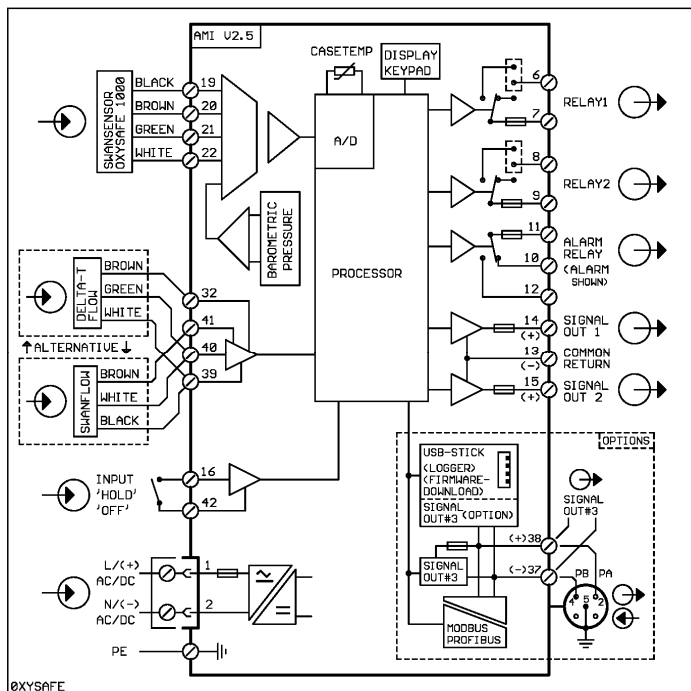 AMI V2.5
CASETEMP
DISPLAY
KEYPAD
SWANSENSOR
OXYSAFE 1000
BLACK 19
BROWN 20
GREEN 21
WHITE 22
A/D
BAROMETRIC
PRESSURE
PROCESSOR
6
RELAY1
7
8
RELAY2
9
11
ALARM
RELAY
10
(ALARM
SHOWN)
12
14 SIGNAL
(+) OUT 1
13 COMMON
(-) RETURN
15 SIGNAL
(+) OUT 2
DELTA-T
FLOW
BROWN
GREEN
WHITE
32
41
40
39
↑ALTERNATIVE↓
SWANFLOW
BROWN
WHITE
BLACK
INPUT
'HOLD'
'OFF'
16
42
L/(+)
AC/DC
1
N/(-)
AC/DC
2
PE
OPTIONS
USB-STICK
(LOGGER)
(FIRMWARE-
DOWNLOAD)
SIGNAL (OPTION)
OUT#3
SIGNAL
OUT#3
(+)38
SIGNAL
OUT#3
(-)37
PB PA
4 5 2
MODBUS
PROFIBUS
OXYSAFE